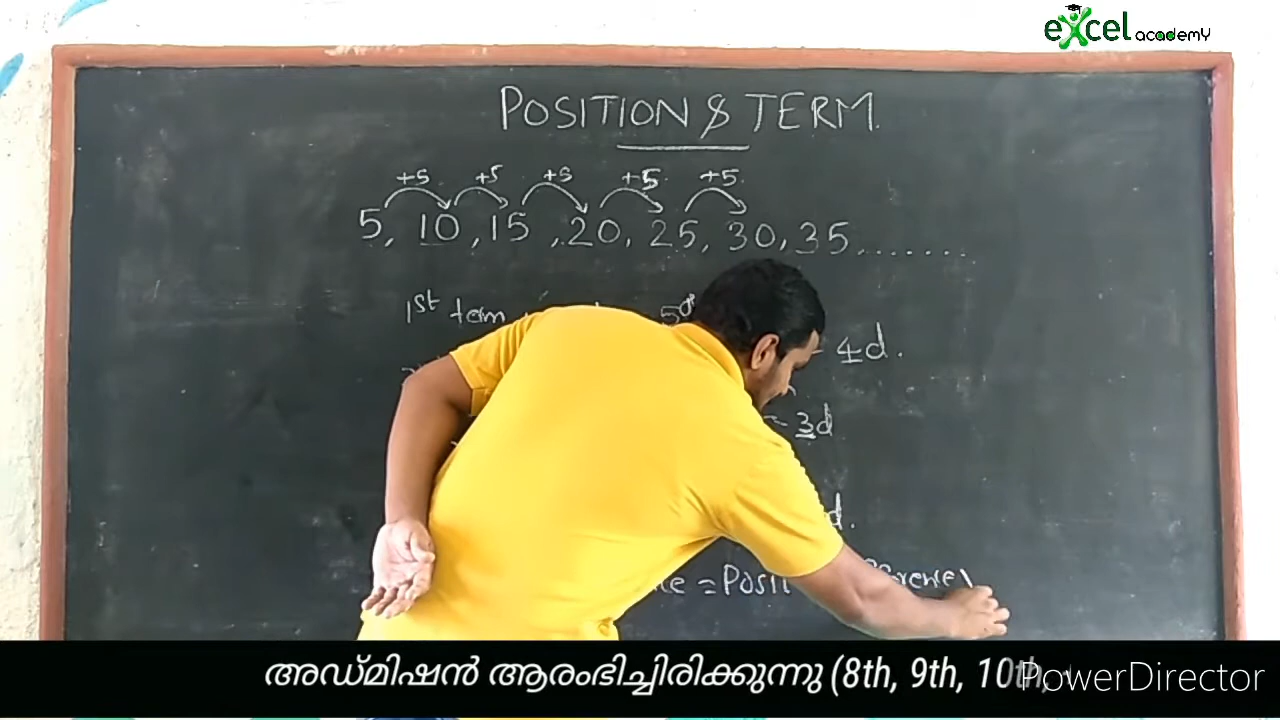 excel academy
POSITION & TERM
+5 +5 +5 +5 +5
5, 10, 15, 20, 25, 30, 35, .......
1st term
4d.
- 3d
d.
= Posit
അഡ്മിഷൻ ആരംഭിച്ചിരിക്കുന്നു (8th, 9th, 10th,
PowerDirector